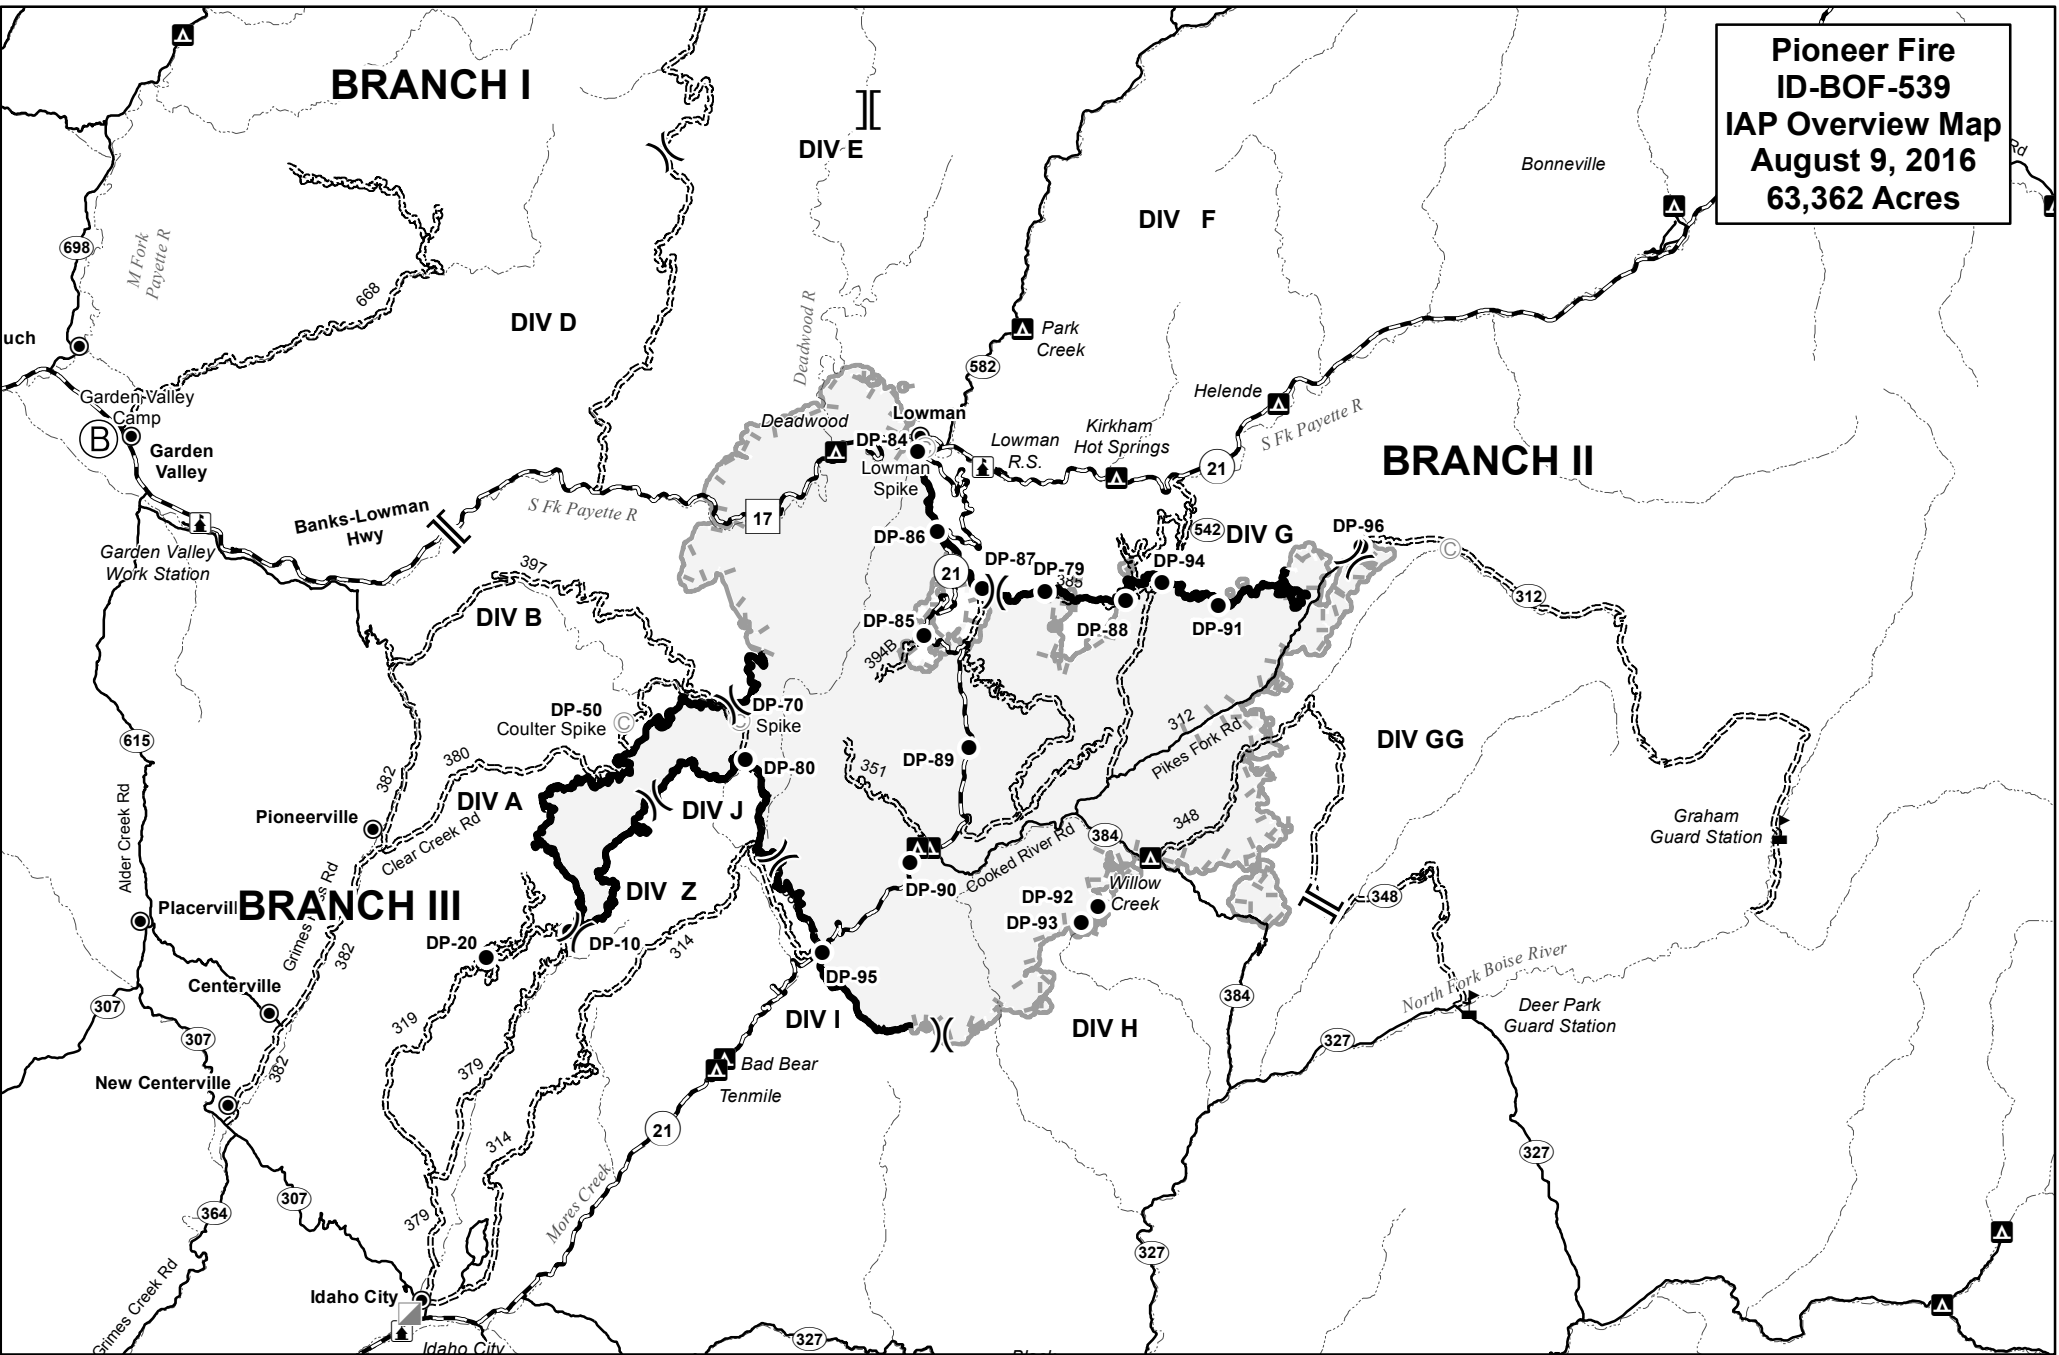 Pioneer Fire
ID-BOF-539
IAP Overview Map
August 9, 2016
63,362 Acres
Rd
BRANCH I
DIV E
Bonneville
DIV F
698
M Fork
Payette R
668
DIV D
Deadwood R
Park
Creek
uch
582
Helende
Garden Valley
Camp
B
Garden
Valley
Deadwood
Lowman
DP-84
Lowman
Spike
Lowman
R.S.
Kirkham
Hot Springs
S Fk Payette R
21
BRANCH II
Banks-Lowman
Hwy
S Fk Payette R
17
Garden Valley
Work Station
DP-86
542
DIV G
DP-96
C
397
21
DP-87
DP-79
385
DP-94
312
DIV B
DP-85
394B
DP-88
DP-91
DP-50
Coulter Spike
C
C
DP-70
Spike
312
Pikes Fork Rd
DIV GG
615
380
382
DP-80
351
DP-89
DIV A
DIV J
Pioneerville
Clear Creek Rd
Alder Creek Rd
384
348
Cooked River Rd
Graham
Guard Station
Placervill
BRANCH III
Grimes Rd
382
DIV Z
DP-90
Willow
Creek
DP-92
DP-93
348
DP-20
DP-10
314
DP-95
North Fork Boise River
Centerville
307
307
319
DIV I
DIV H
384
Deer Park
Guard Station
327
382
379
Bad Bear
Tenmile
New Centerville
21
314
327
307
364
379
Mores Creek
327
Grimes Creek Rd
Idaho City
Idaho City
327